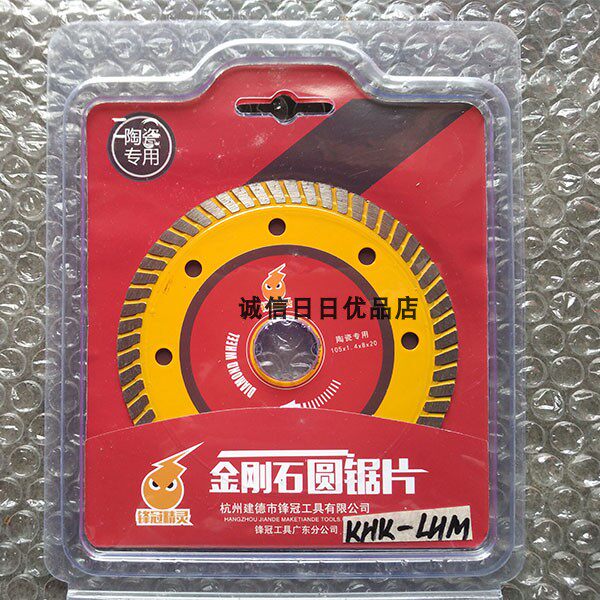 陶瓷
专用
诚信日日优品店
DIAMOND WHEEL
陶瓷专用
105x1.4x8x20
锋冠精灵
金刚石圆锯片
杭州建德市锋冠工具有限公司
HANGZHOU JIANDE MAKETIANDE TOOLS
锋冠工具广东分公司
KHK-LHM